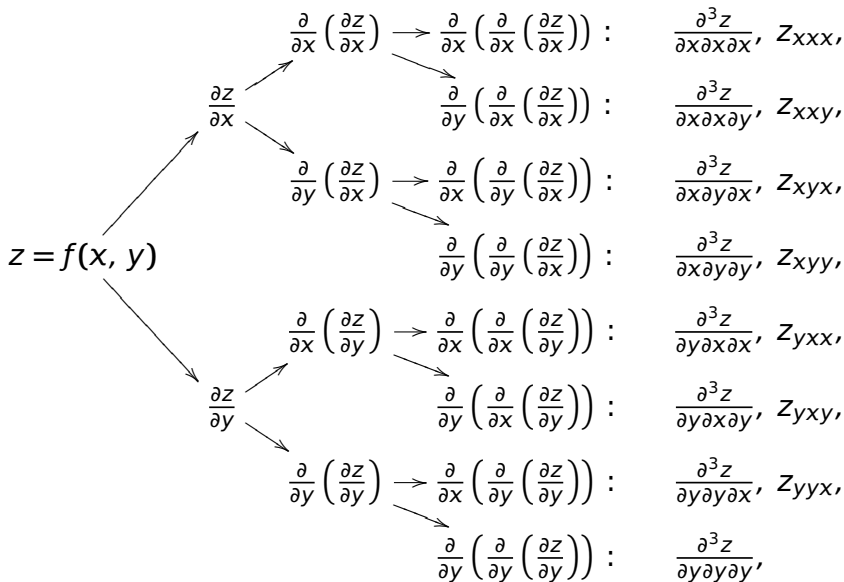 ∂/∂x (∂z/∂x) → ∂/∂x (∂/∂x (∂z/∂x)) : ∂³z/∂x∂x∂x, z_xxx,
∂z/∂x
∂/∂y (∂/∂x (∂z/∂x)) : ∂³z/∂x∂x∂y, z_xxy,
∂/∂y (∂z/∂x) → ∂/∂x (∂/∂y (∂z/∂x)) : ∂³z/∂x∂y∂x, z_xyx,
z = f(x, y)
∂/∂y (∂/∂y (∂z/∂x)) : ∂³z/∂x∂y∂y, z_xyy,
∂/∂x (∂z/∂y) → ∂/∂x (∂/∂x (∂z/∂y)) : ∂³z/∂y∂x∂x, z_yxx,
∂z/∂y
∂/∂y (∂/∂x (∂z/∂y)) : ∂³z/∂y∂x∂y, z_yxy,
∂/∂y (∂z/∂y) → ∂/∂x (∂/∂y (∂z/∂y)) : ∂³z/∂y∂y∂x, z_yyx,
∂/∂y (∂/∂y (∂z/∂y)) : ∂³z/∂y∂y∂y,